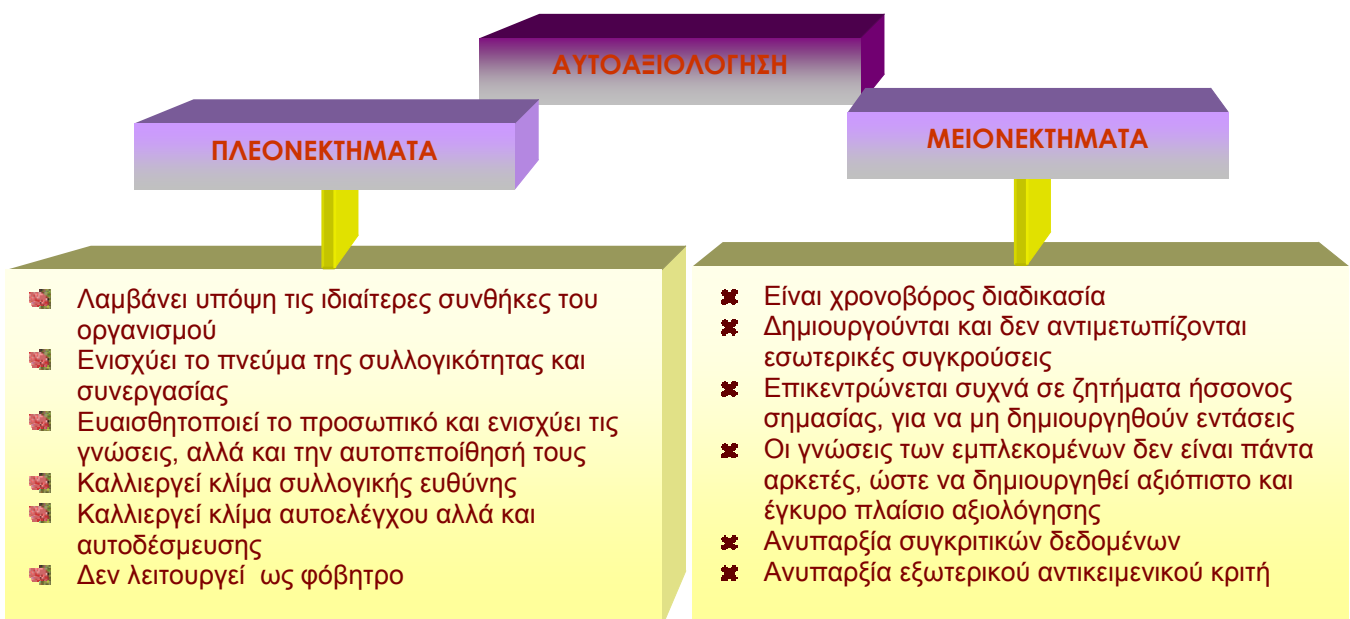 ΑΥΤΟΑΞΙΟΛΟΓΗΣΗ
ΠΛΕΟΝΕΚΤΗΜΑΤΑ
Λαμβάνει υπόψη τις ιδιαίτερες συνθήκες του
οργανισμού
Ενισχύει το πνεύμα της συλλογικότητας και
συνεργασίας
Ευαισθητοποιεί το προσωπικό και ενισχύει τις
γνώσεις, αλλά και την αυτοπεποίθησή τους
Καλλιεργεί κλίμα συλλογικής ευθύνης
Καλλιεργεί κλίμα αυτοελέγχου αλλά και
αυτοδέσμευσης
Δεν λειτουργεί ως φόβητρο
ΜΕΙΟΝΕΚΤΗΜΑΤΑ
Είναι χρονοβόρος διαδικασία
Δημιουργούνται και δεν αντιμετωπίζονται
εσωτερικές συγκρούσεις
Επικεντρώνεται συχνά σε ζητήματα ήσσονος
σημασίας, για να μη δημιουργηθούν εντάσεις
Οι γνώσεις των εμπλεκομένων δεν είναι πάντα
αρκετές, ώστε να δημιουργηθεί αξιόπιστο και
έγκυρο πλαίσιο αξιολόγησης
Ανυπαρξία συγκριτικών δεδομένων
Ανυπαρξία εξωτερικού αντικειμενικού κριτή